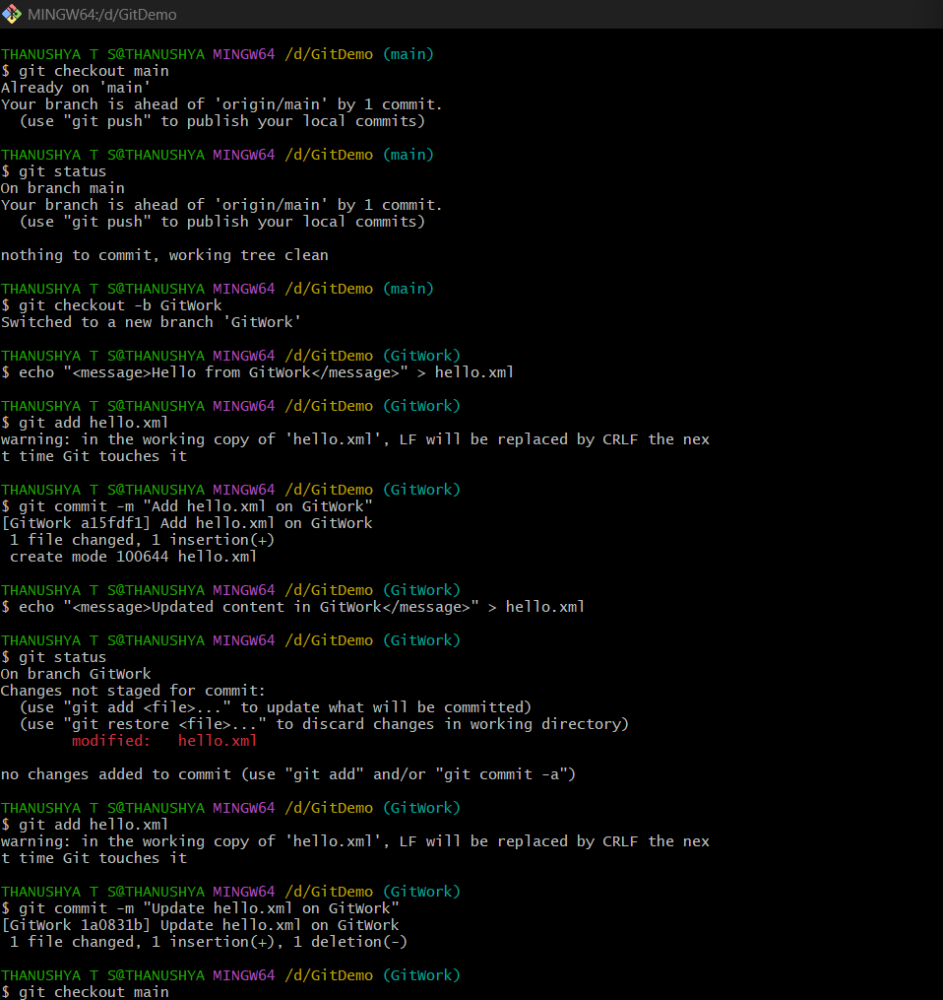 MINGW64:/d/GitDemo
THANUSHYA T S@THANUSHYA MINGW64 /d/GitDemo (main)
$ git checkout main
Already on 'main'
Your branch is ahead of 'origin/main' by 1 commit.
  (use "git push" to publish your local commits)
THANUSHYA T S@THANUSHYA MINGW64 /d/GitDemo (main)
$ git status
On branch main
Your branch is ahead of 'origin/main' by 1 commit.
  (use "git push" to publish your local commits)
nothing to commit, working tree clean
THANUSHYA T S@THANUSHYA MINGW64 /d/GitDemo (main)
$ git checkout -b GitWork
Switched to a new branch 'GitWork'
THANUSHYA T S@THANUSHYA MINGW64 /d/GitDemo (GitWork)
$ echo "<message>Hello from GitWork</message>" > hello.xml
THANUSHYA T S@THANUSHYA MINGW64 /d/GitDemo (GitWork)
$ git add hello.xml
warning: in the working copy of 'hello.xml', LF will be replaced by CRLF the nex
t time Git touches it
THANUSHYA T S@THANUSHYA MINGW64 /d/GitDemo (GitWork)
$ git commit -m "Add hello.xml on GitWork"
[GitWork a15fdf1] Add hello.xml on GitWork
 1 file changed, 1 insertion(+)
 create mode 100644 hello.xml
THANUSHYA T S@THANUSHYA MINGW64 /d/GitDemo (GitWork)
$ echo "<message>Updated content in GitWork</message>" > hello.xml
THANUSHYA T S@THANUSHYA MINGW64 /d/GitDemo (GitWork)
$ git status
On branch GitWork
Changes not staged for commit:
  (use "git add <file>..." to update what will be committed)
  (use "git restore <file>..." to discard changes in working directory)
        modified:   hello.xml
no changes added to commit (use "git add" and/or "git commit -a")
THANUSHYA T S@THANUSHYA MINGW64 /d/GitDemo (GitWork)
$ git add hello.xml
warning: in the working copy of 'hello.xml', LF will be replaced by CRLF the nex
t time Git touches it
THANUSHYA T S@THANUSHYA MINGW64 /d/GitDemo (GitWork)
$ git commit -m "Update hello.xml on GitWork"
[GitWork 1a0831b] Update hello.xml on GitWork
 1 file changed, 1 insertion(+), 1 deletion(-)
THANUSHYA T S@THANUSHYA MINGW64 /d/GitDemo (GitWork)
$ git checkout main